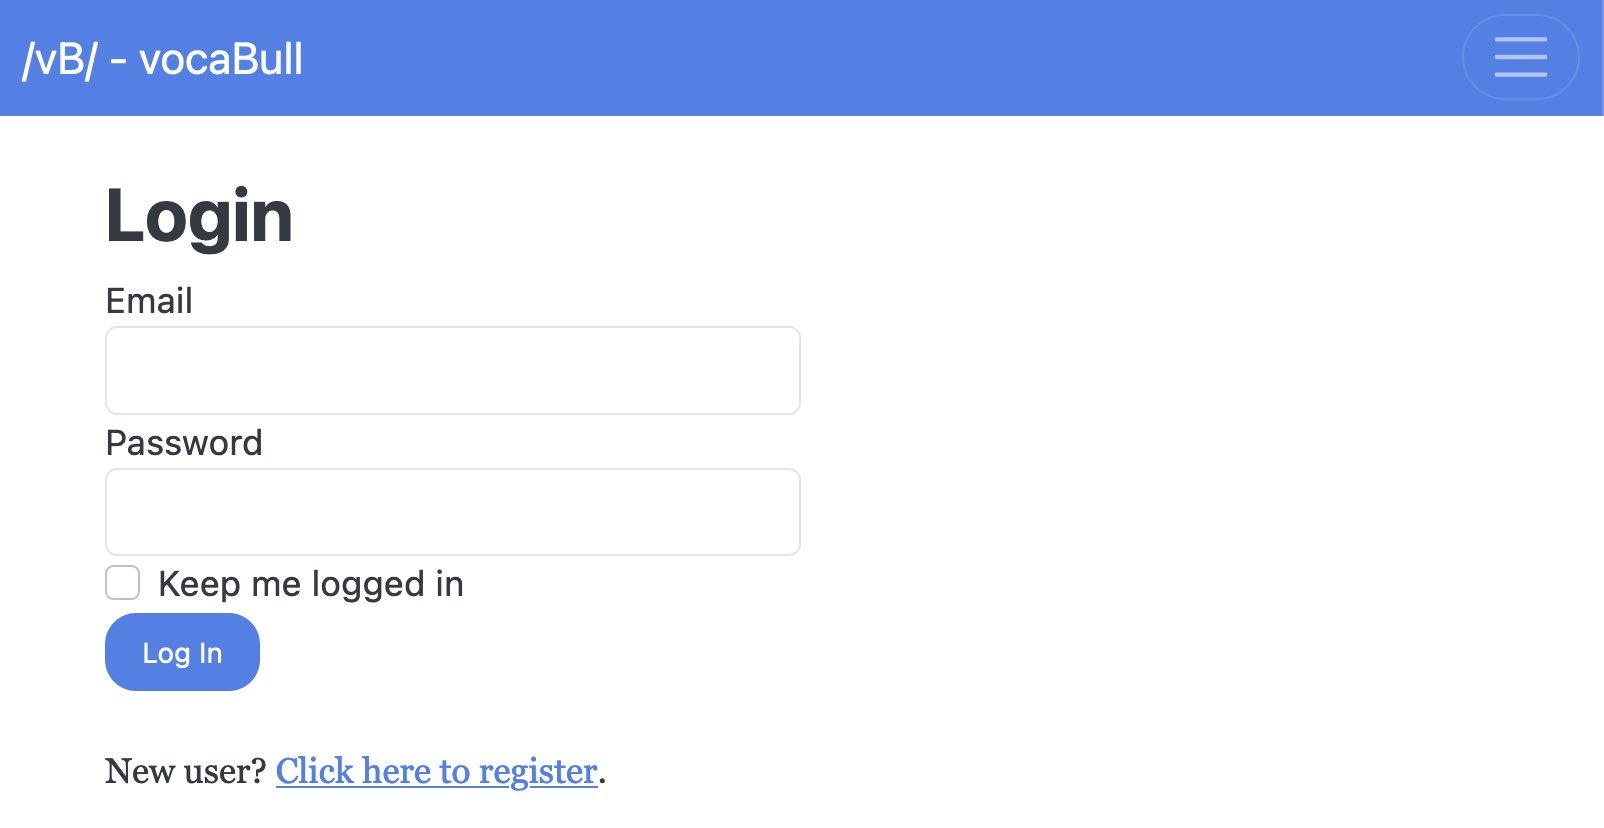 /vB/ - vocaBull
Login
Email
Password
Keep me logged in
Log In
New user? Click here to register.